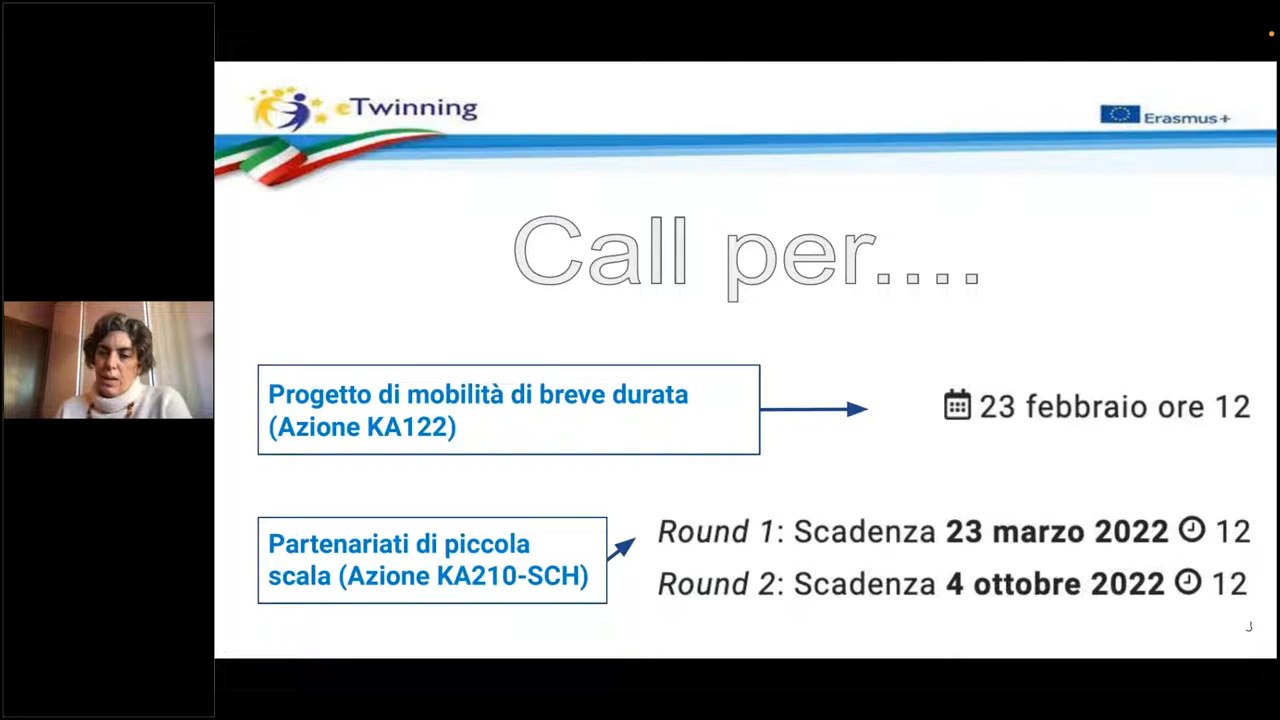 eTwinning
Erasmus+
Call per....
Progetto di mobilità di breve durata
(Azione KA122)
23 febbraio ore 12
Partenariati di piccola
scala (Azione KA210-SCH)
Round 1: Scadenza 23 marzo 2022 12
Round 2: Scadenza 4 ottobre 2022 12
3